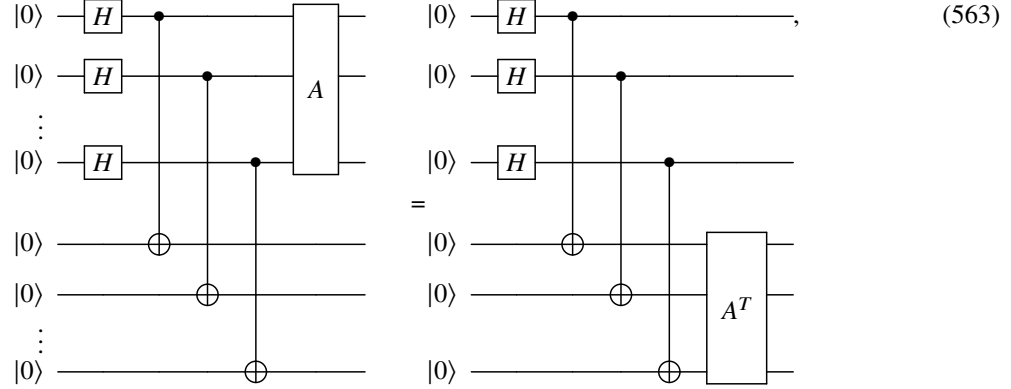 |0⟩ H |0⟩ H , (563)
|0⟩ H A |0⟩ H
⋮
|0⟩ H |0⟩ H
=
|0⟩ |0⟩
|0⟩ |0⟩
A^T
⋮
|0⟩ |0⟩